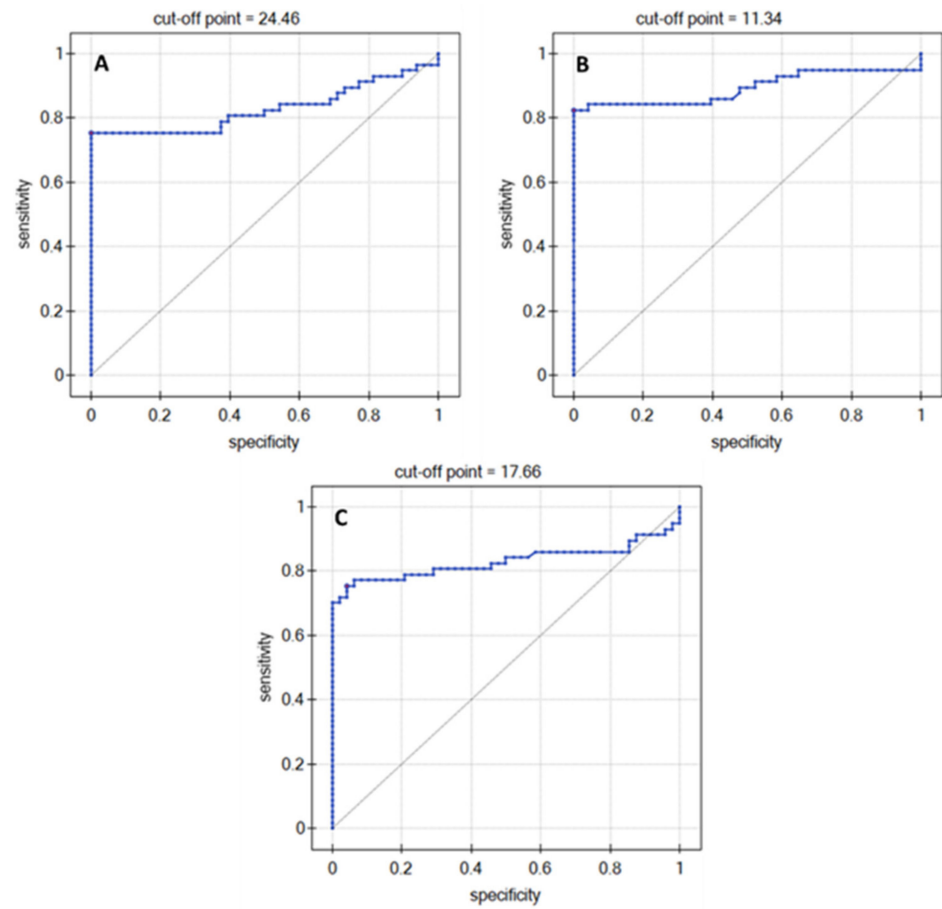 cut-off point = 24.46
A
sensitivity
1
0.8
0.6
0.4
0.2
0
0 0.2 0.4 0.6 0.8 1
specificity
cut-off point = 11.34
B
sensitivity
1
0.8
0.6
0.4
0.2
0
0 0.2 0.4 0.6 0.8 1
specificity
cut-off point = 17.66
C
sensitivity
1
0.8
0.6
0.4
0.2
0
0 0.2 0.4 0.6 0.8 1
specificity